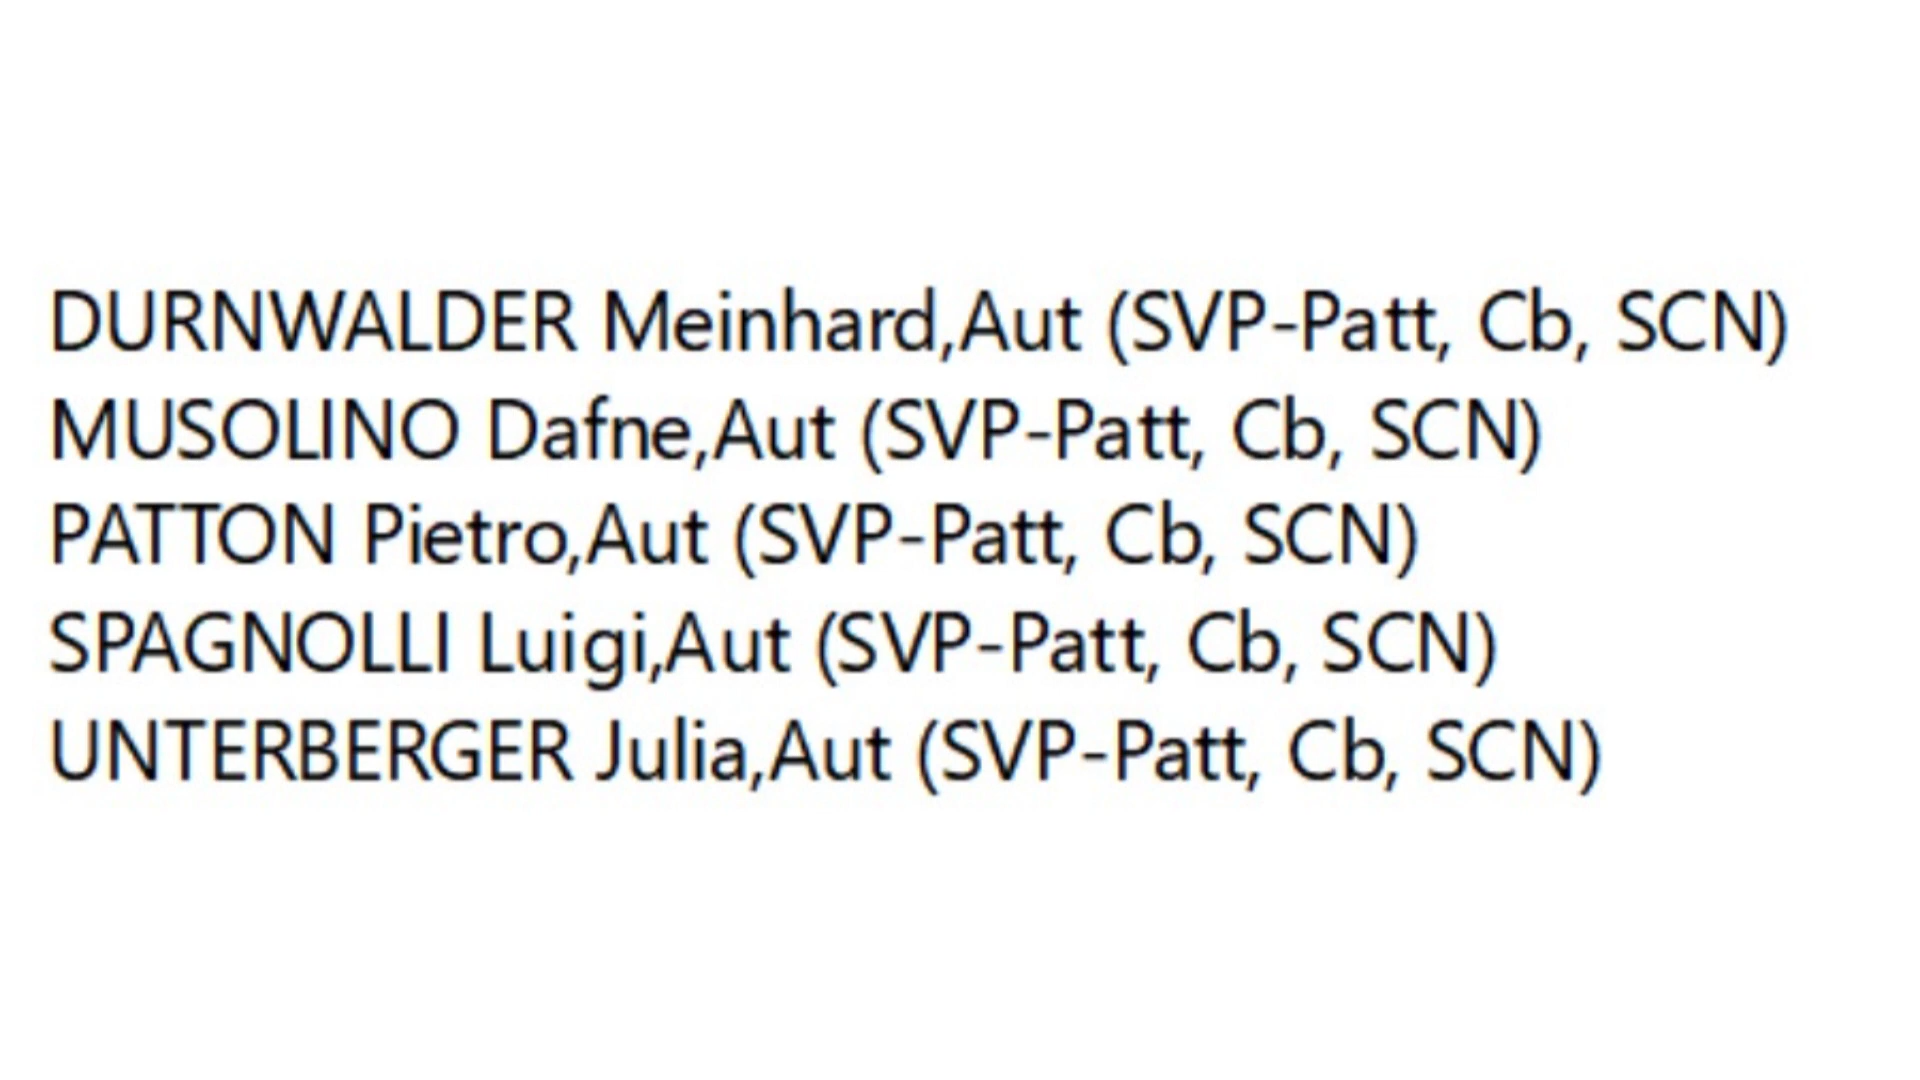 DURNWALDER Meinhard,Aut (SVP-Patt, Cb, SCN)
MUSOLINO Dafne,Aut (SVP-Patt, Cb, SCN)
PATTON Pietro,Aut (SVP-Patt, Cb, SCN)
SPAGNOLLI Luigi,Aut (SVP-Patt, Cb, SCN)
UNTERBERGER Julia,Aut (SVP-Patt, Cb, SCN)